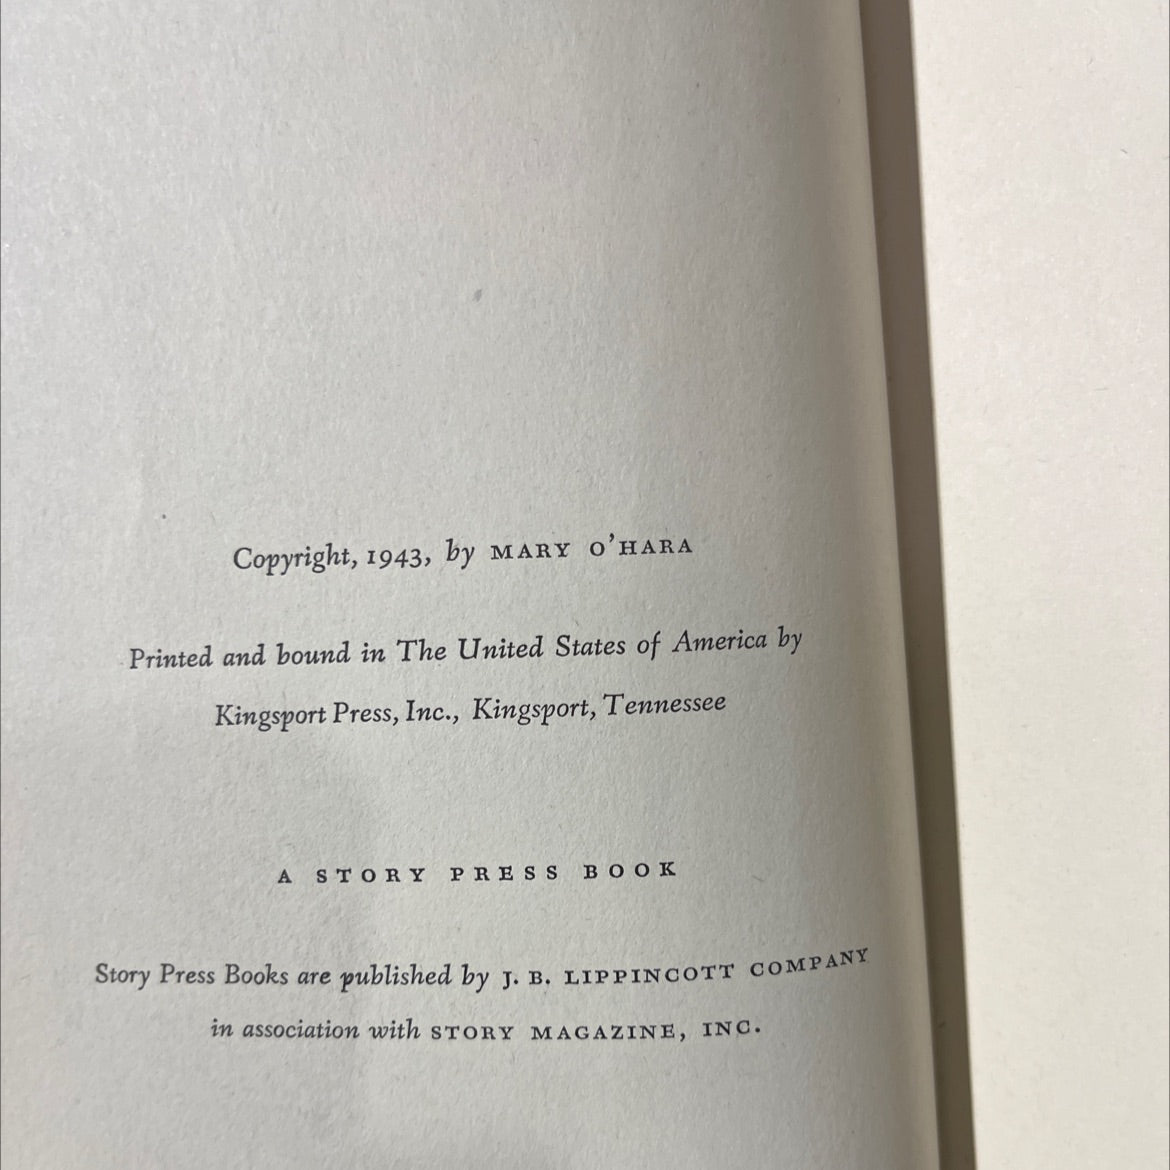 Copyright, 1943, by MARY O'HARA
Printed and bound in The United States of America by
Kingsport Press, Inc., Kingsport, Tennessee
A STORY PRESS BOOK
Story Press Books are published by J. B. LIPPINCOTT COMPANY
in association with STORY MAGAZINE, INC.